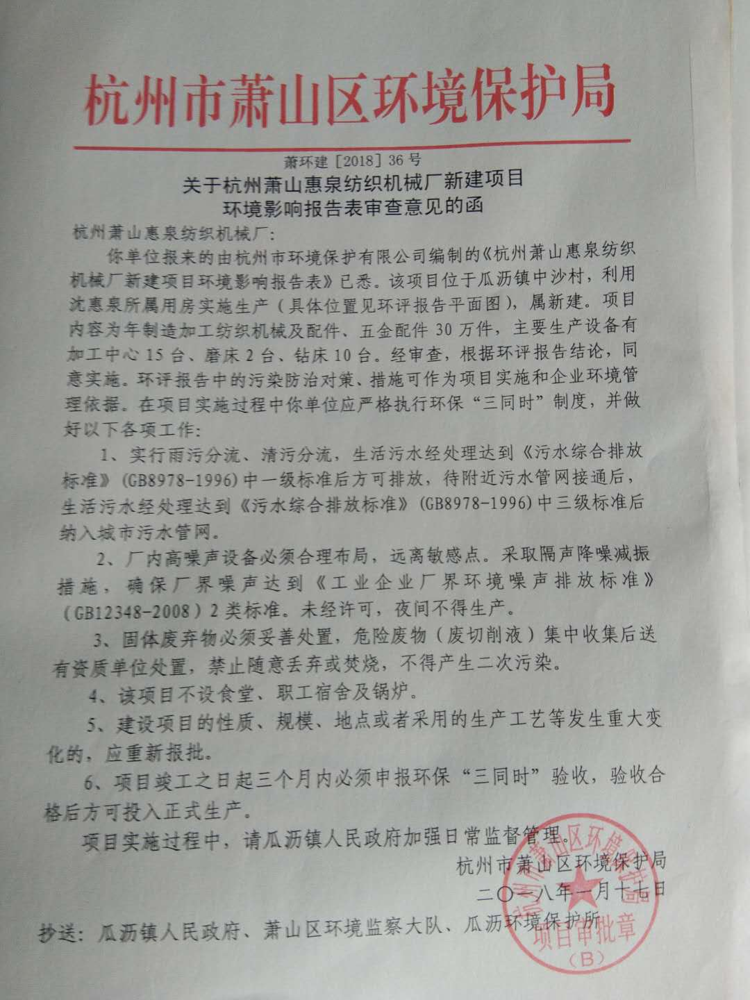 杭州市萧山区环境保护局
萧环建［2018］36号
关于杭州萧山惠泉纺织机械厂新建项目
环境影响报告表审查意见的函
杭州萧山惠泉纺织机械厂：
你单位报来的由杭州市环境保护有限公司编制的《杭州萧山惠泉纺织
机械厂新建项目环境影响报告表》已悉。该项目位于瓜沥镇中沙村，利用
沈惠泉所属用房实施生产（具体位置见环评报告平面图），属新建。项目
内容为年制造加工纺织机械及配件、五金配件30万件，主要生产设备有
加工中心15台、磨床2台、钻床10台。经审查，根据环评报告结论，同
意实施。环评报告中的污染防治对策、措施可作为项目实施和企业环境管
理依据。在项目实施过程中你单位应严格执行环保“三同时”制度，并做
好以下各项工作：
1、实行雨污分流、清污分流，生活污水经处理达到《污水综合排放
标准》(GB8978-1996)中一级标准后方可排放，待附近污水管网接通后，
生活污水经处理达到《污水综合排放标准》(GB8978-1996)中三级标准后
纳入城市污水管网。
2、厂内高噪声设备必须合理布局，远离敏感点。采取隔声降噪减振
措施，确保厂界噪声达到《工业企业厂界环境噪声排放标准》
（GB12348-2008）2类标准。未经许可，夜间不得生产。
3、固体废弃物必须妥善处置，危险废物（废切削液）集中收集后送
有资质单位处置，禁止随意丢弃或焚烧，不得产生二次污染。
4、该项目不设食堂、职工宿舍及锅炉。
5、建设项目的性质、规模、地点或者采用的生产工艺等发生重大变
化的，应重新报批。
6、项目竣工之日起三个月内必须申报环保“三同时”验收，验收合
格后方可投入正式生产。
项目实施过程中，请瓜沥镇人民政府加强日常监督管理。
杭州市萧山区环境保护局
二〇一八年一月十七日
抄送：瓜沥镇人民政府、萧山区环境监察大队、瓜沥环境保护所
杭州市萧山区环境保护局
项目审批章
（B）